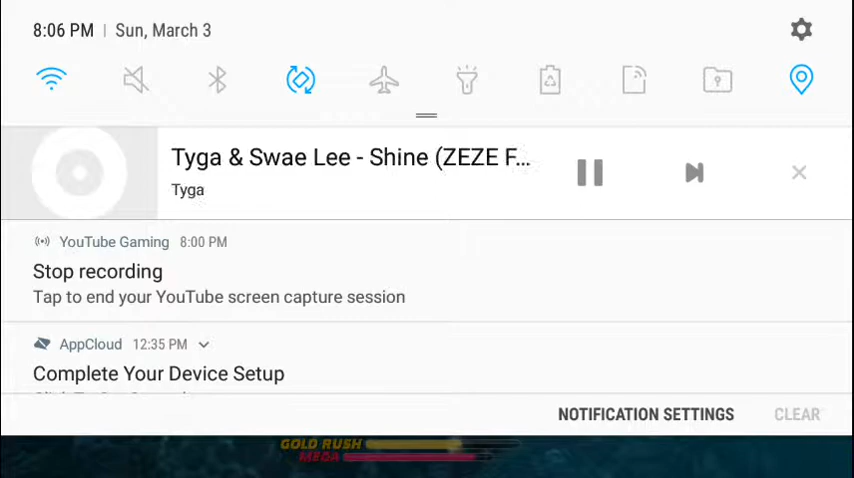 8:06 PM | Sun, March 3
Tyga & Swae Lee - Shine (ZEZE F...
Tyga
YouTube Gaming 8:00 PM
Stop recording
Tap to end your YouTube screen capture session
AppCloud 12:35 PM
Complete Your Device Setup
NOTIFICATION SETTINGS CLEAR
GOLD RUSH
MEGA